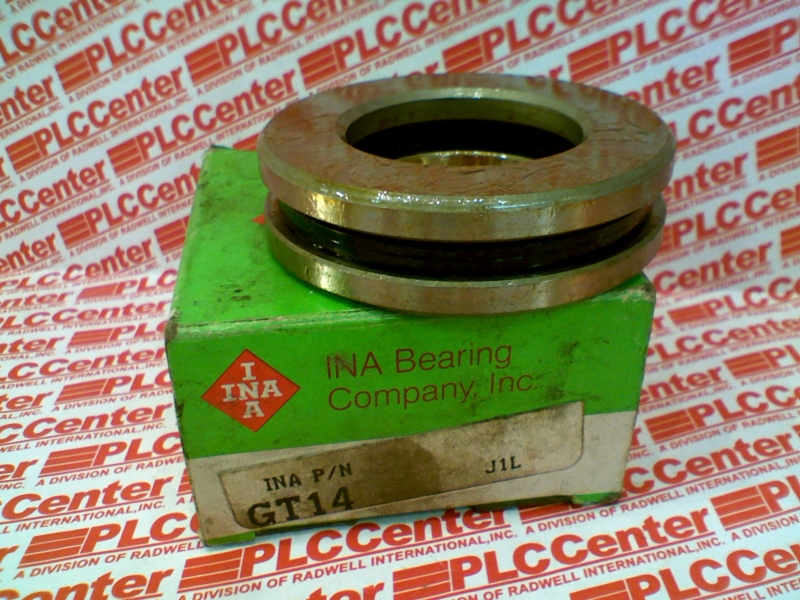 PLCCenter
A DIVISION OF RADWELL INTERNATIONAL, INC.
I
INA
A
INA Bearing
Company, Inc.
INA P/N
J1L
GT14